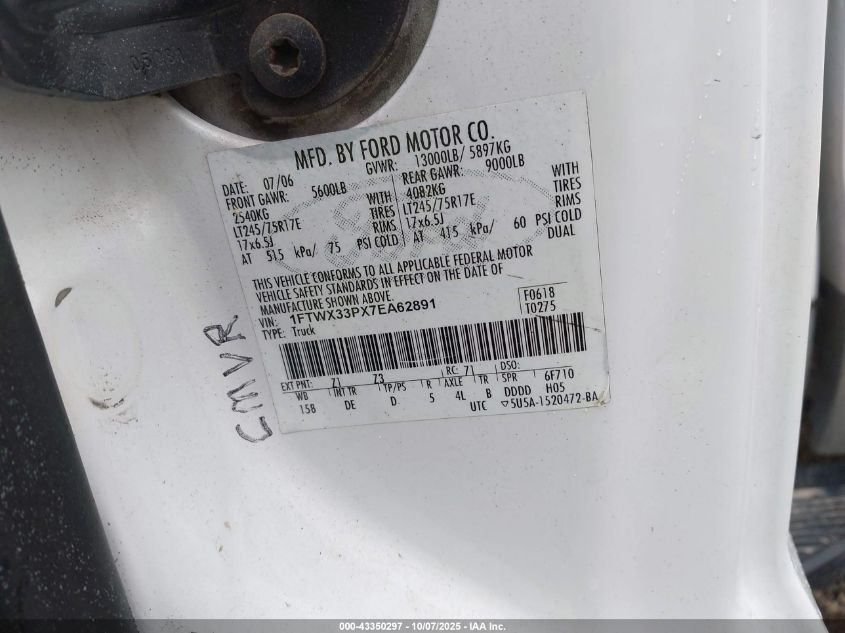 05091
515
MFD. BY FORD MOTOR CO.
DATE: 07/06 GVWR: 13000LB/ 5897KG
FRONT GAWR: 5600LB REAR GAWR: 9000LB
2540KG WITH 4082KG WITH
LT245/75R17E TIRES LT245/75R17E TIRES
17x6.5J RIMS 17x6.5J RIMS
AT 515 kPa/ 75 PSI COLD AT 415 kPa/ 60 PSI COLD
DUAL
THIS VEHICLE CONFORMS TO ALL APPLICABLE FEDERAL MOTOR
VEHICLE SAFETY STANDARDS IN EFFECT ON THE DATE OF
MANUFACTURE SHOWN ABOVE.
VIN: 1FTWX33PX7EA62891 F0618
TYPE: Truck T0275
EXT PNT: Z1 Z3 RC: 71 DSO:
WB INT TR TP/PS R AXLE TR SPR 6F710
158 DE D 5 4L B DDDD H05
UTC ▽5U5A-1520472-BA
CMVR
000-43350297 - 10/07/2025 - IAA Inc.